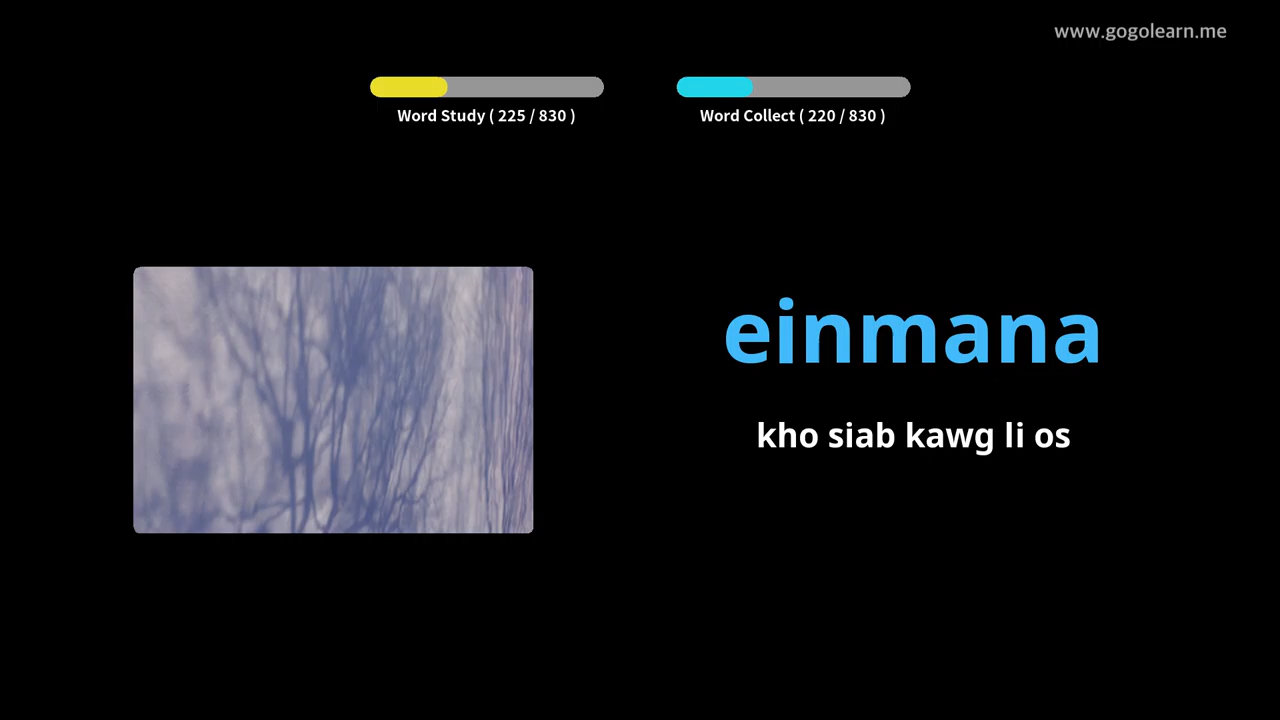 www.gogolearn.me
Word Study ( 225 / 830 )
Word Collect ( 220 / 830 )
einmana
kho siab kawg li os